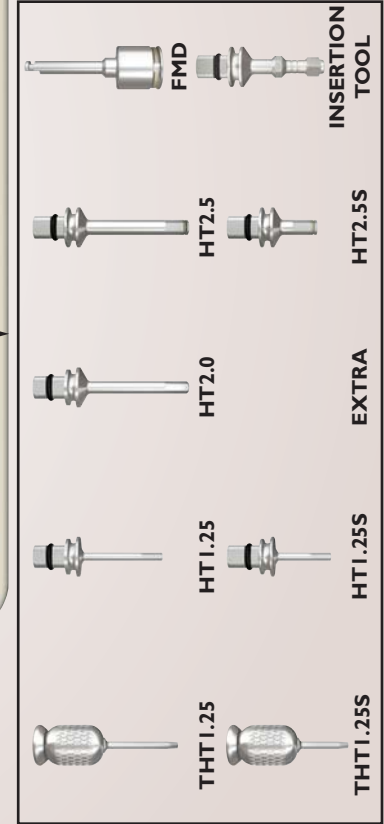 FMD
INSERTION
TOOL
HT2.5
HT2.5S
HT2.0
EXTRA
HT1.25
HT1.25S
THT1.25
THT1.25S